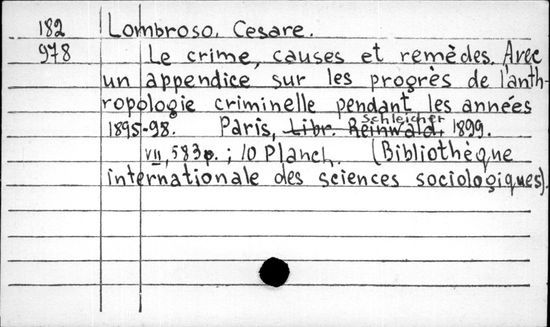 182 Lombroso, Cesare.
978 Le crime, causes et remèdes. Avec
un appendice sur les progrès de l'anth-
ropologie criminelle pendant les années
1895-98. Paris, Libr. Reinwald, Schleicher 1899.
VII, 583 p.; 10 Planch. (Bibliothèque
internationale des sciences sociologiques).